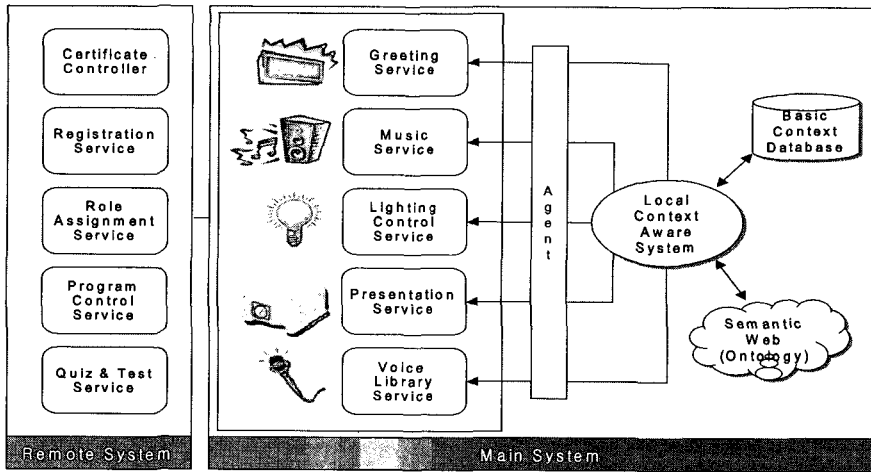 Certificate
Controller
Registration
Service
Role
Assignment
Service
Program
Control
Service
Quiz & Test
Service
Remote System
Greeting
Service
Music
Service
Lighting
Control
Service
Presentation
Service
Voice
Library
Service
Agent
Local
Context
Aware
System
Basic
Context
Database
Semantic
Web
(Ontology)
Main System